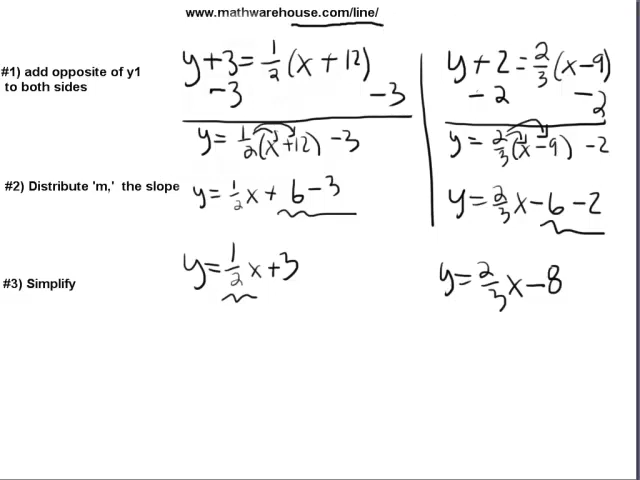 www.mathwarehouse.com/line/
#1) add opposite of y1
to both sides
y+3=1/2(x+12)
-3 -3
y=1/2(x+12)-3
#2) Distribute 'm,' the slope
y=1/2x+6-3
#3) Simplify
y=1/2x+3
y+2=2/3(x-9)
-2 -2
y=2/3(x-9)-2
y=2/3x-6-2
y=2/3x-8